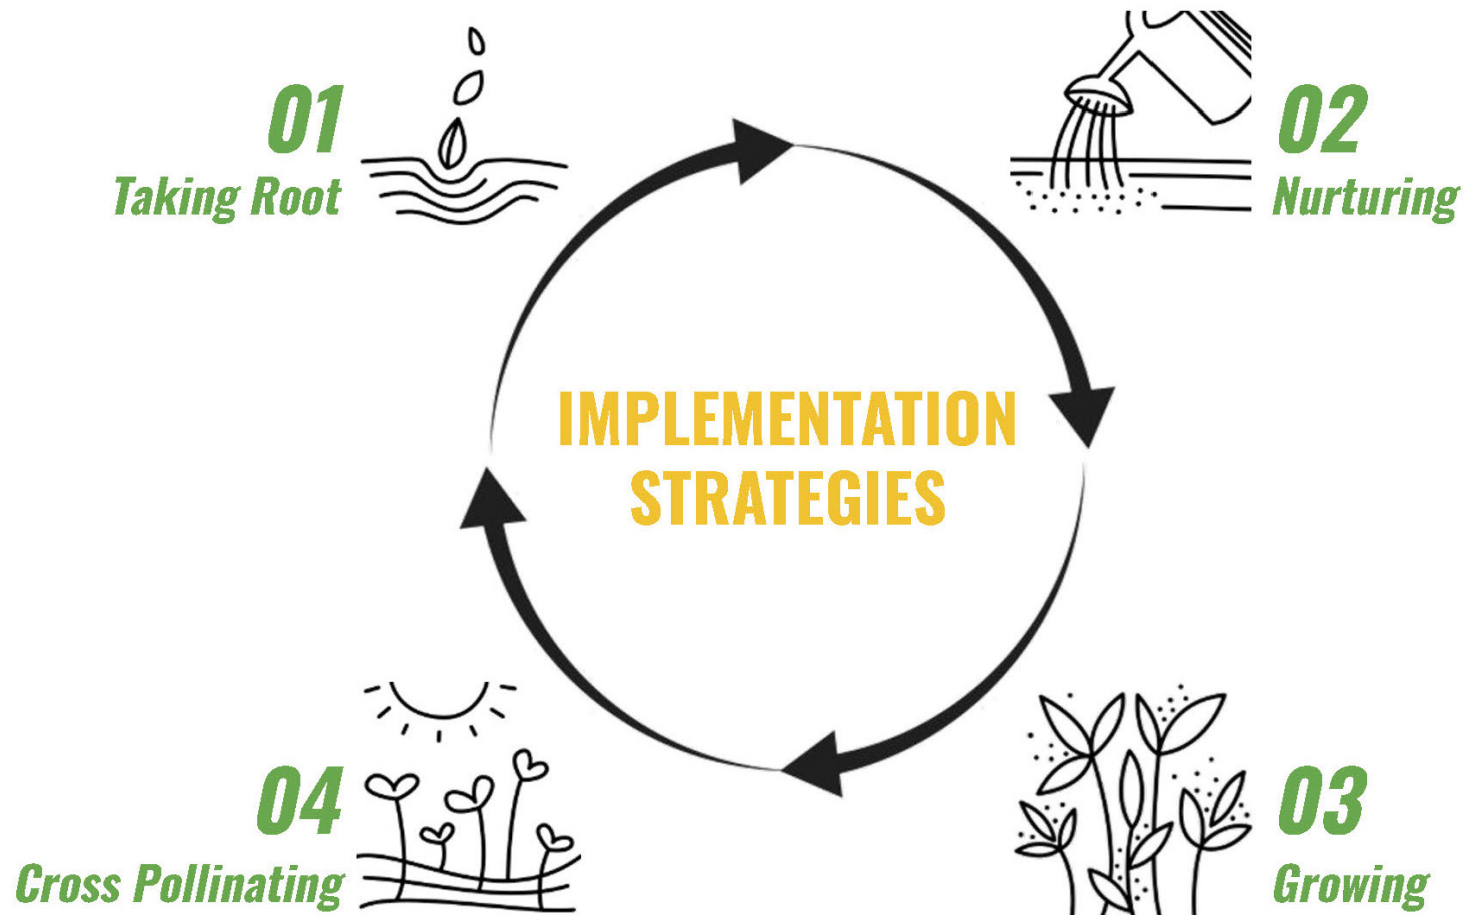 01
Taking Root
02
Nurturing
IMPLEMENTATION
STRATEGIES
04
Cross Pollinating
03
Growing